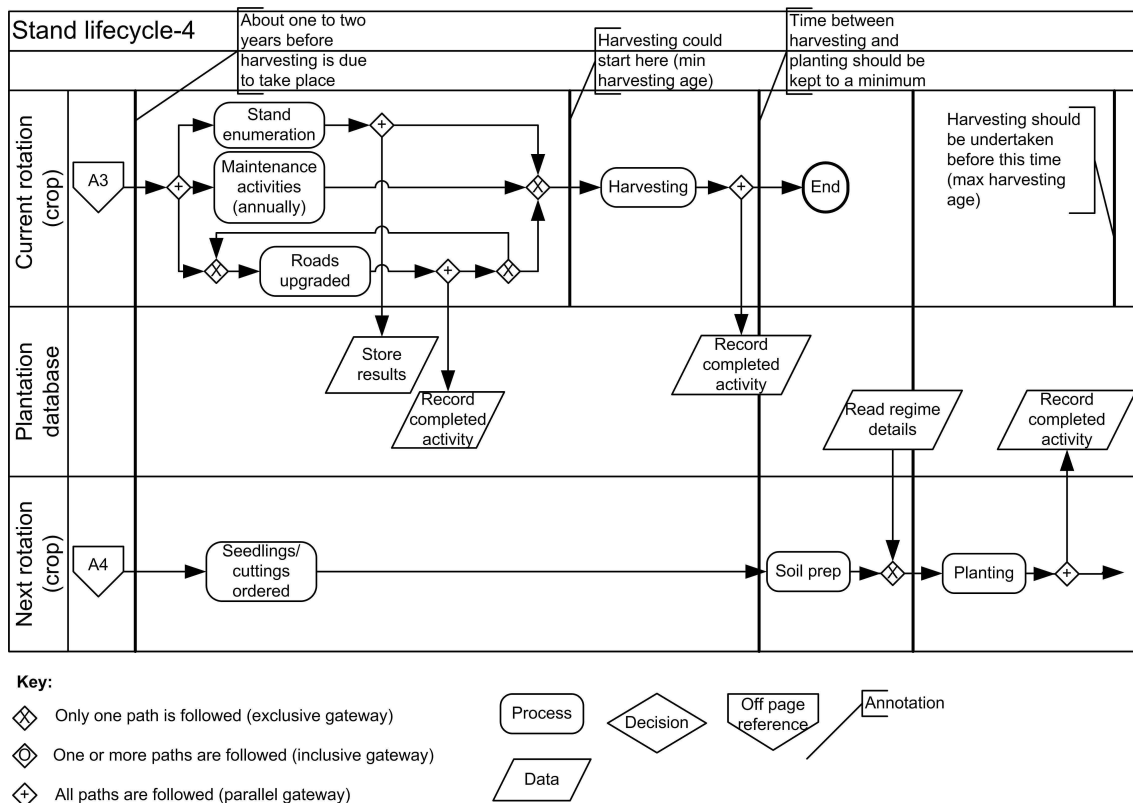 Stand lifecycle-4
About one to two
years before
harvesting is due
to take place
Harvesting could
start here (min
harvesting age)
Time between
harvesting and
planting should be
kept to a minimum
Current rotation
(crop)
A3
+
Stand
enumeration
+
Maintenance
activities
(annually)
X
X
Roads
upgraded
+
X
Harvesting
+
End
Harvesting should
be undertaken
before this time
(max harvesting
age)
Plantation
database
Store
results
Record
completed
activity
Record
completed
activity
Read regime
details
Record
completed
activity
Next rotation
(crop)
A4
Seedlings/
cuttings
ordered
Soil prep
X
Planting
+
Key:
X Only one path is followed (exclusive gateway)
O One or more paths are followed (inclusive gateway)
+ All paths are followed (parallel gateway)
Process
Decision
Off page
reference
Annotation
Data